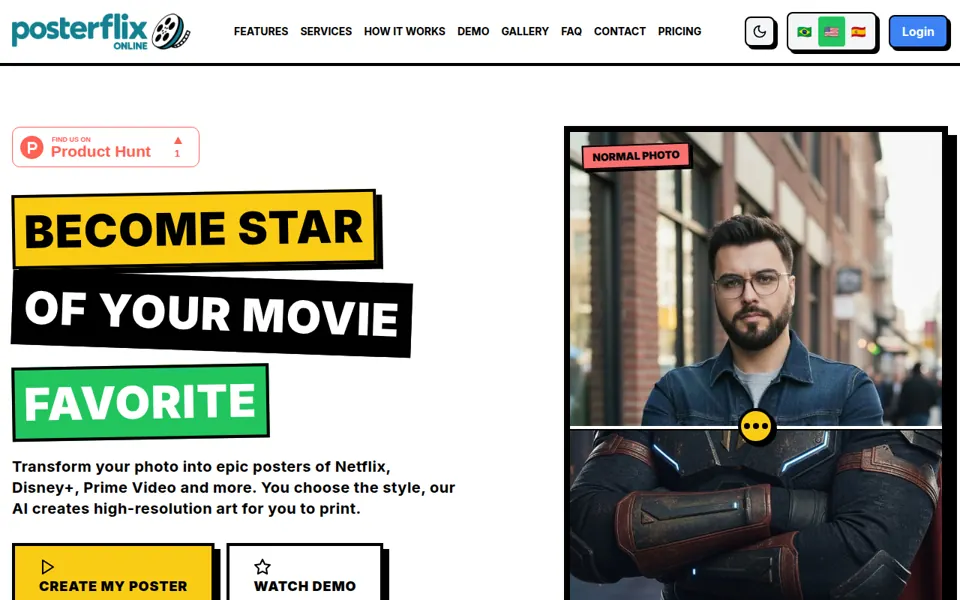 posterflix
ONLINE
FEATURES SERVICES HOW IT WORKS DEMO GALLERY FAQ CONTACT PRICING
Login
P FIND US ON
Product Hunt 1
BECOME STAR
OF YOUR MOVIE
FAVORITE
Transform your photo into epic posters of Netflix,
Disney+, Prime Video and more. You choose the style, our
AI creates high-resolution art for you to print.
CREATE MY POSTER
WATCH DEMO
NORMAL PHOTO